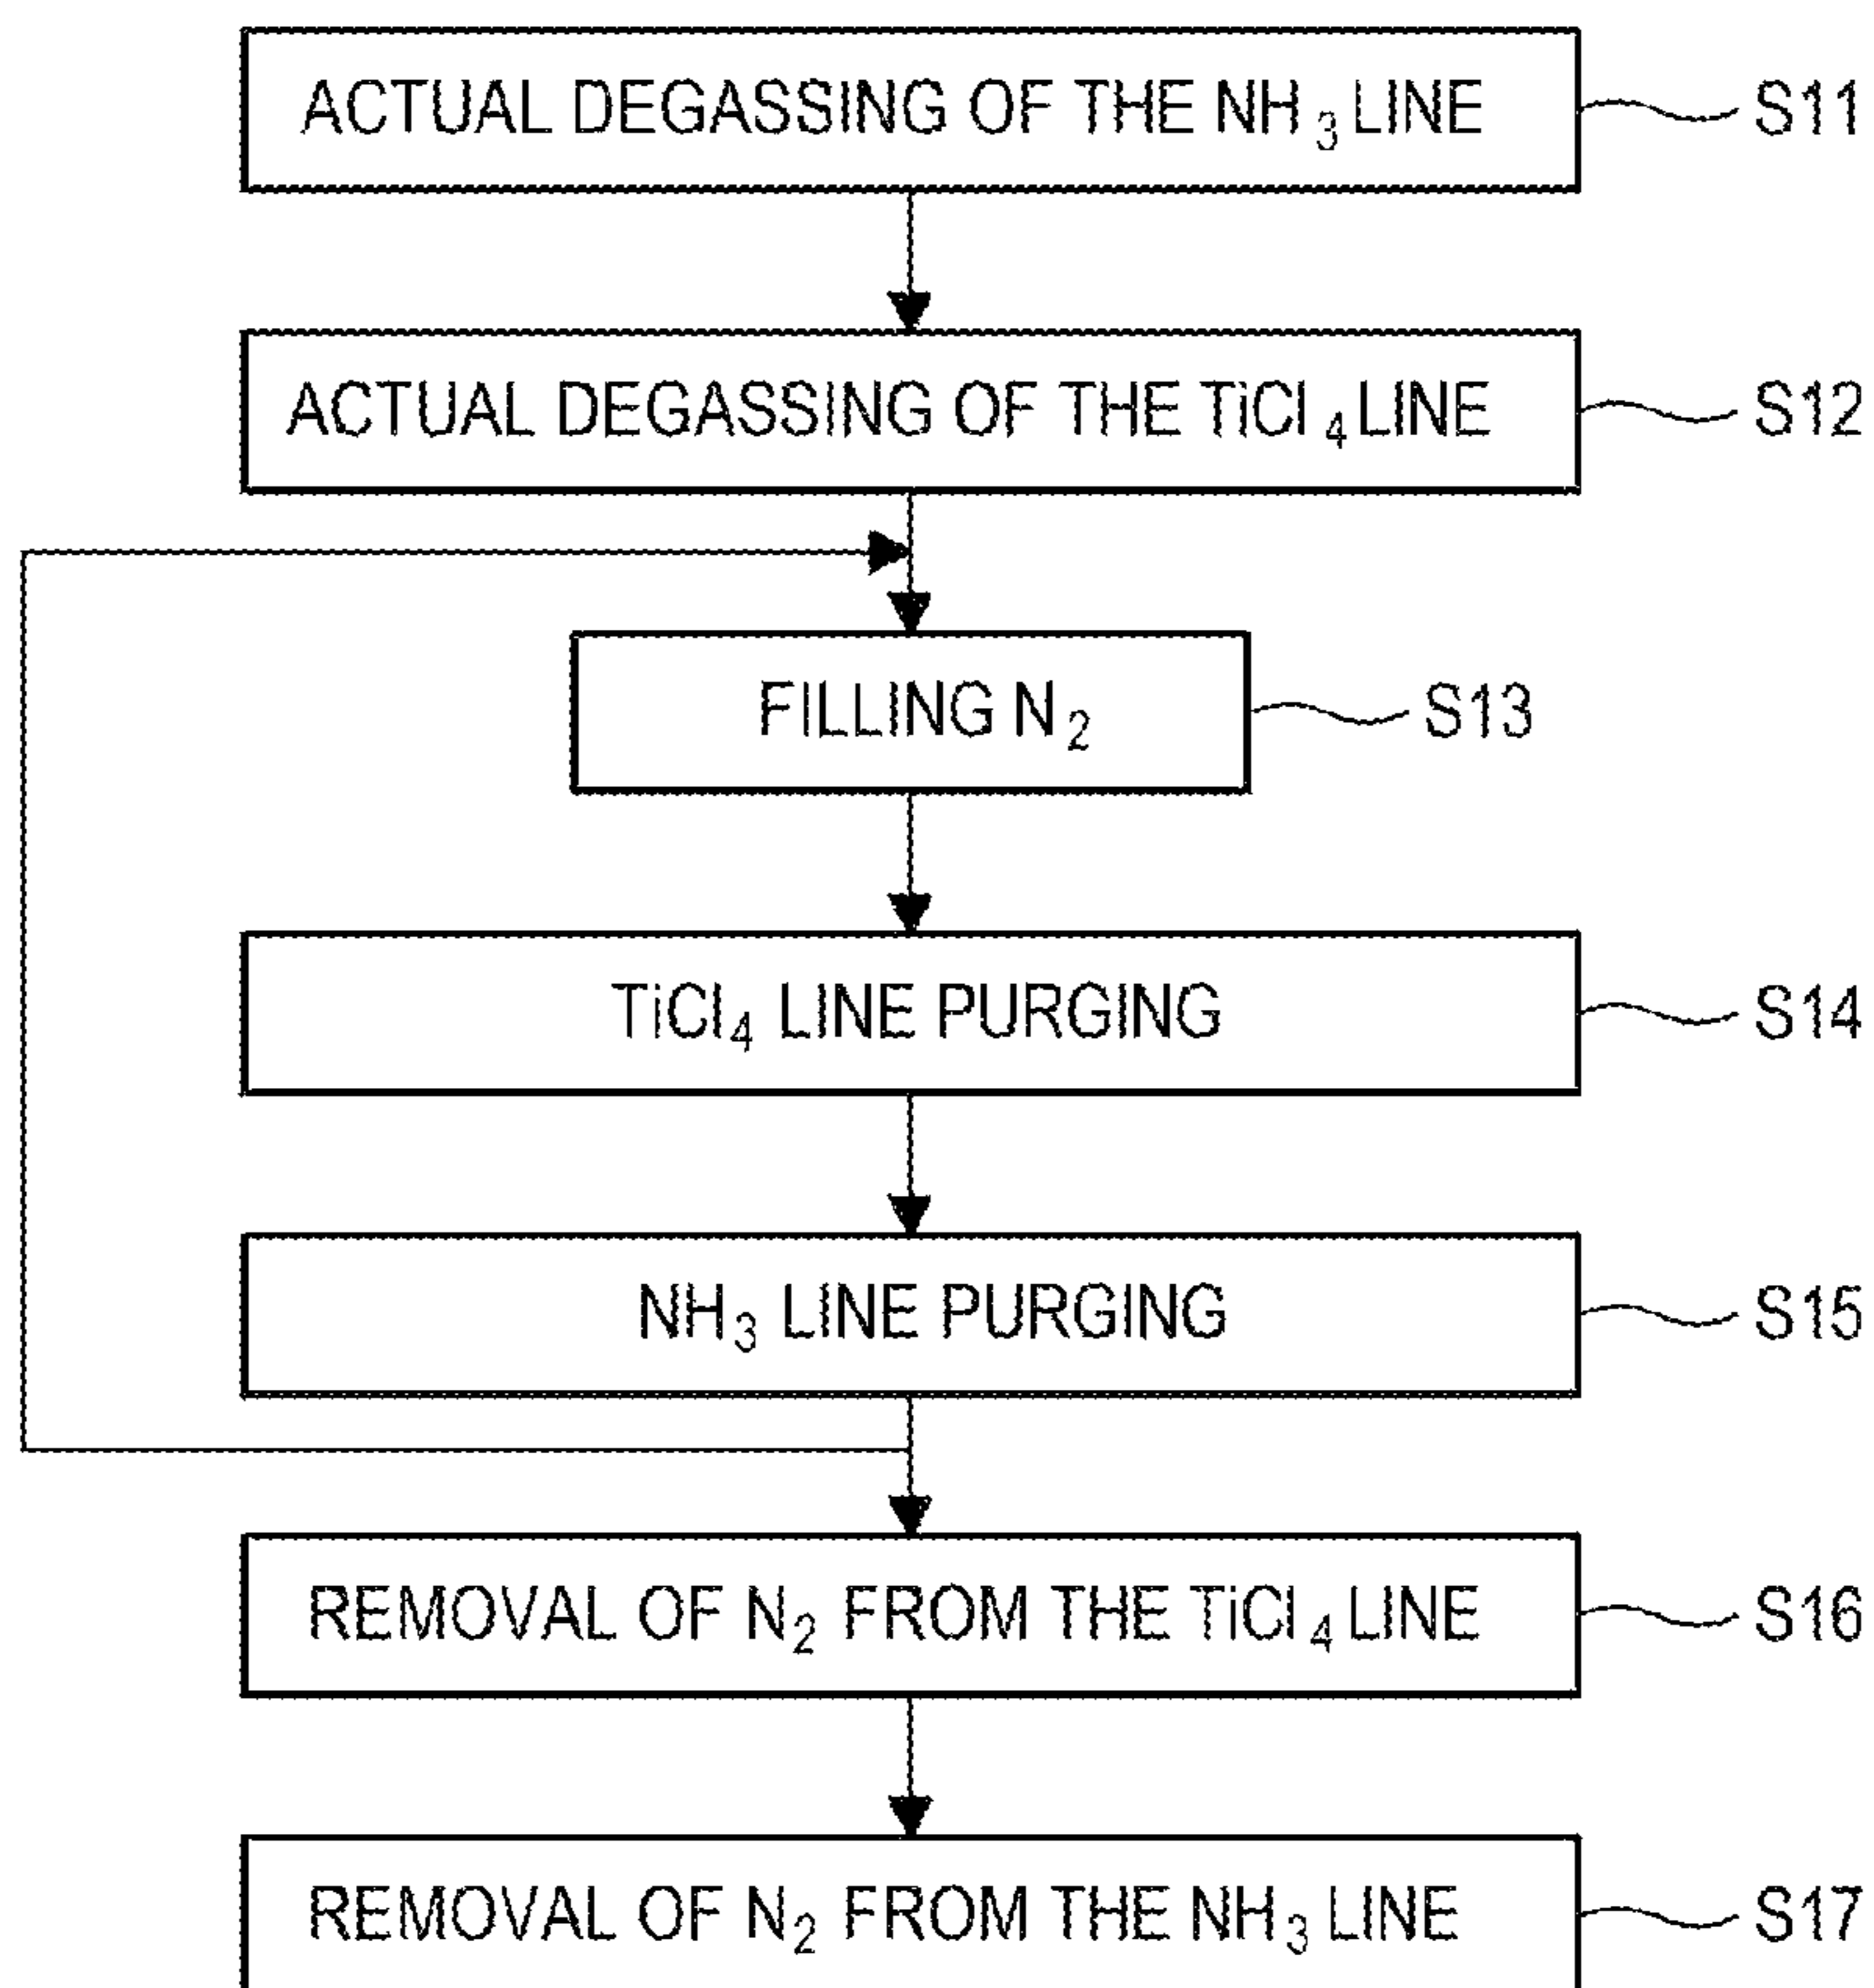 ACTUAL DEGASSING OF THE NH₃ LINE S11
ACTUAL DEGASSING OF THE TiCl₄ LINE S12
FILLING N₂ S13
TiCl₄ LINE PURGING S14
NH₃ LINE PURGING S15
REMOVAL OF N₂ FROM THE TiCl₄ LINE S16
REMOVAL OF N₂ FROM THE NH₃ LINE S17